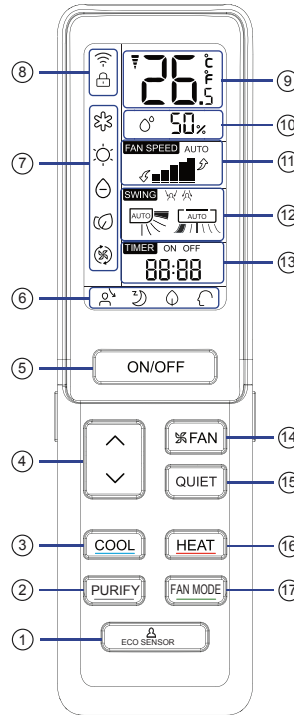 ⑧
26.5 °C °F
⑨
50%
⑩
FAN SPEED AUTO
⑪
⑦
SWING
AUTO AUTO
⑫
TIMER ON OFF
88:88
⑬
⑥
z
⑤ ON/OFF
④
FAN ⑭
QUIET ⑮
③ COOL HEAT ⑯
② PURIFY FAN MODE ⑰
① ECO SENSOR